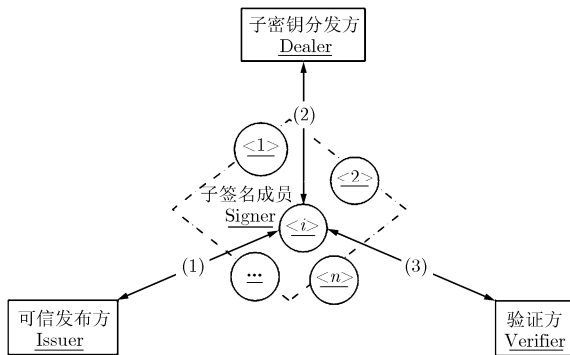 子密钥分发方
Dealer
(2)
<1>
<2>
子签名成员
Signer
<i>
(1)
...
<n>
(3)
可信发布方
Issuer
验证方
Verifier